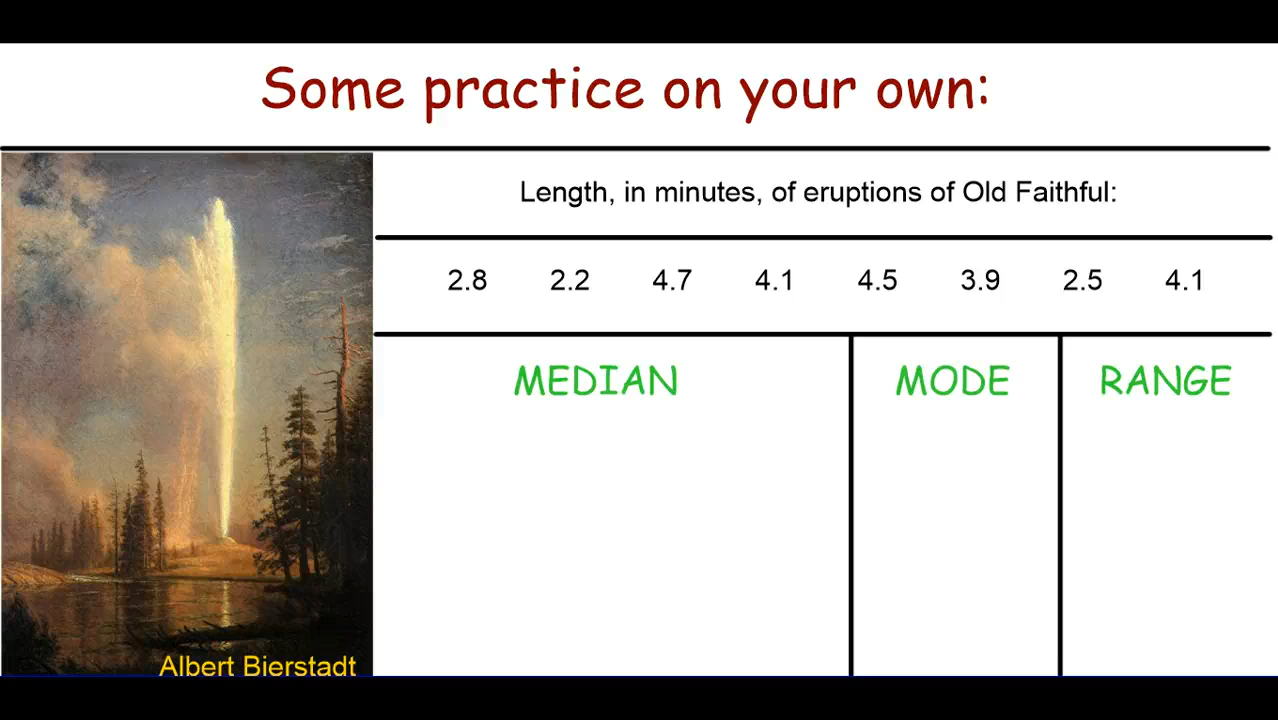 Some practice on your own:
Length, in minutes, of eruptions of Old Faithful:
2.8 2.2 4.7 4.1 4.5 3.9 2.5 4.1
MEDIAN MODE RANGE
Albert Bierstadt